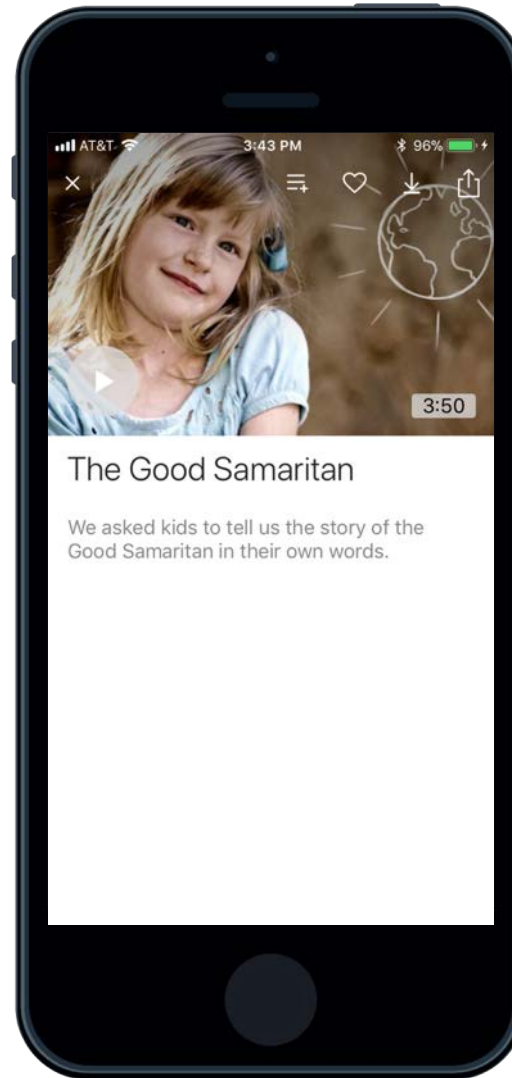 AT&T 3:43 PM 96%
3:50
The Good Samaritan
We asked kids to tell us the story of the
Good Samaritan in their own words.